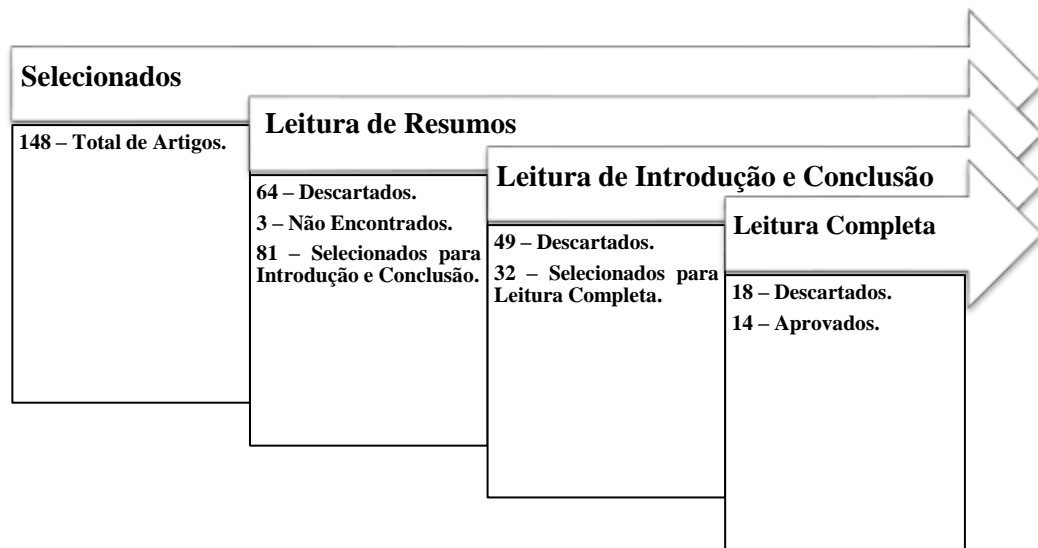 Selecionados
148 – Total de Artigos.
Leitura de Resumos
64 – Descartados.
3 – Não Encontrados.
81 – Selecionados para
Introdução e Conclusão.
Leitura de Introdução e Conclusão
49 – Descartados.
32 – Selecionados para
Leitura Completa.
Leitura Completa
18 – Descartados.
14 – Aprovados.